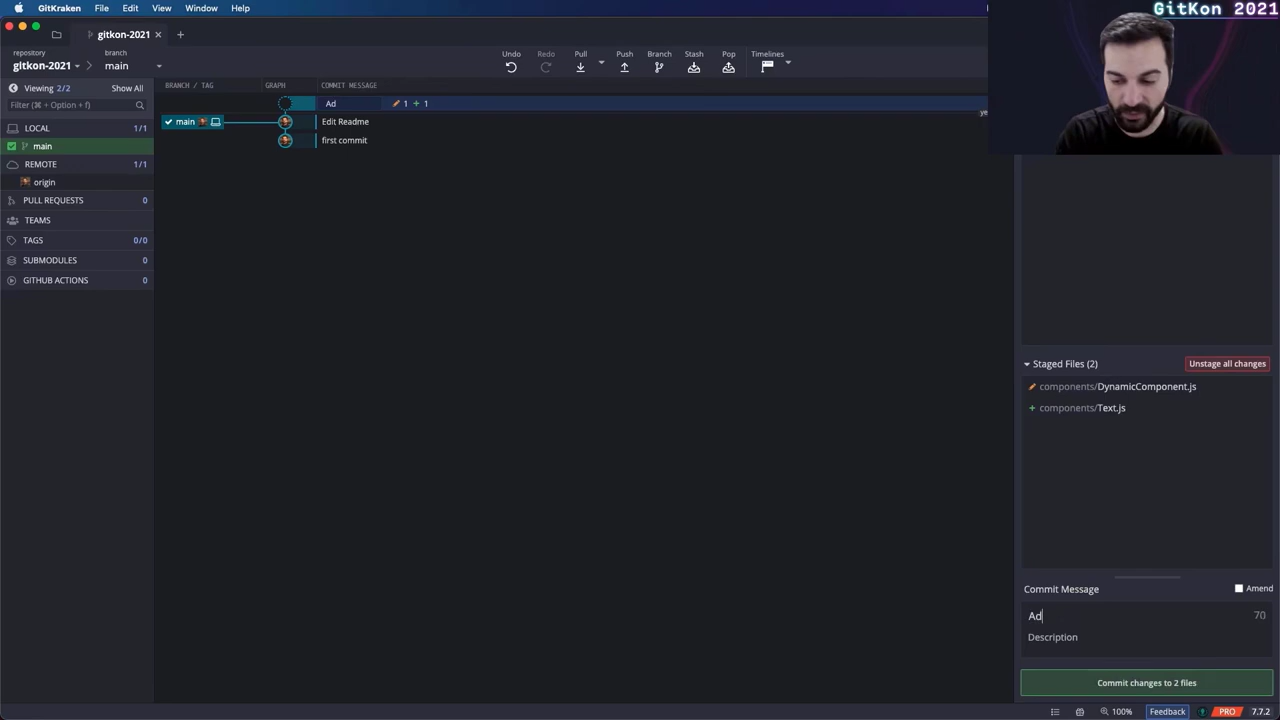 GitKraken File Edit View Window Help
GitKon 2021
gitkon-2021
repository
gitkon-2021
branch
main
Undo Redo Pull Push Branch Stash Pop Timelines
Viewing 2/2 Show All
Filter (⌘ + Option + f)
BRANCH / TAG GRAPH COMMIT MESSAGE
Ad 1 + 1
main Edit Readme
first commit
LOCAL 1/1
main
REMOTE 1/1
origin
PULL REQUESTS 0
TEAMS
TAGS 0/0
SUBMODULES 0
GITHUB ACTIONS 0
Staged Files (2) Unstage all changes
components/DynamicComponent.js
+ components/Text.js
Commit Message Amend
Ad 70
Description
Commit changes to 2 files
100% Feedback PRO 7.7.2